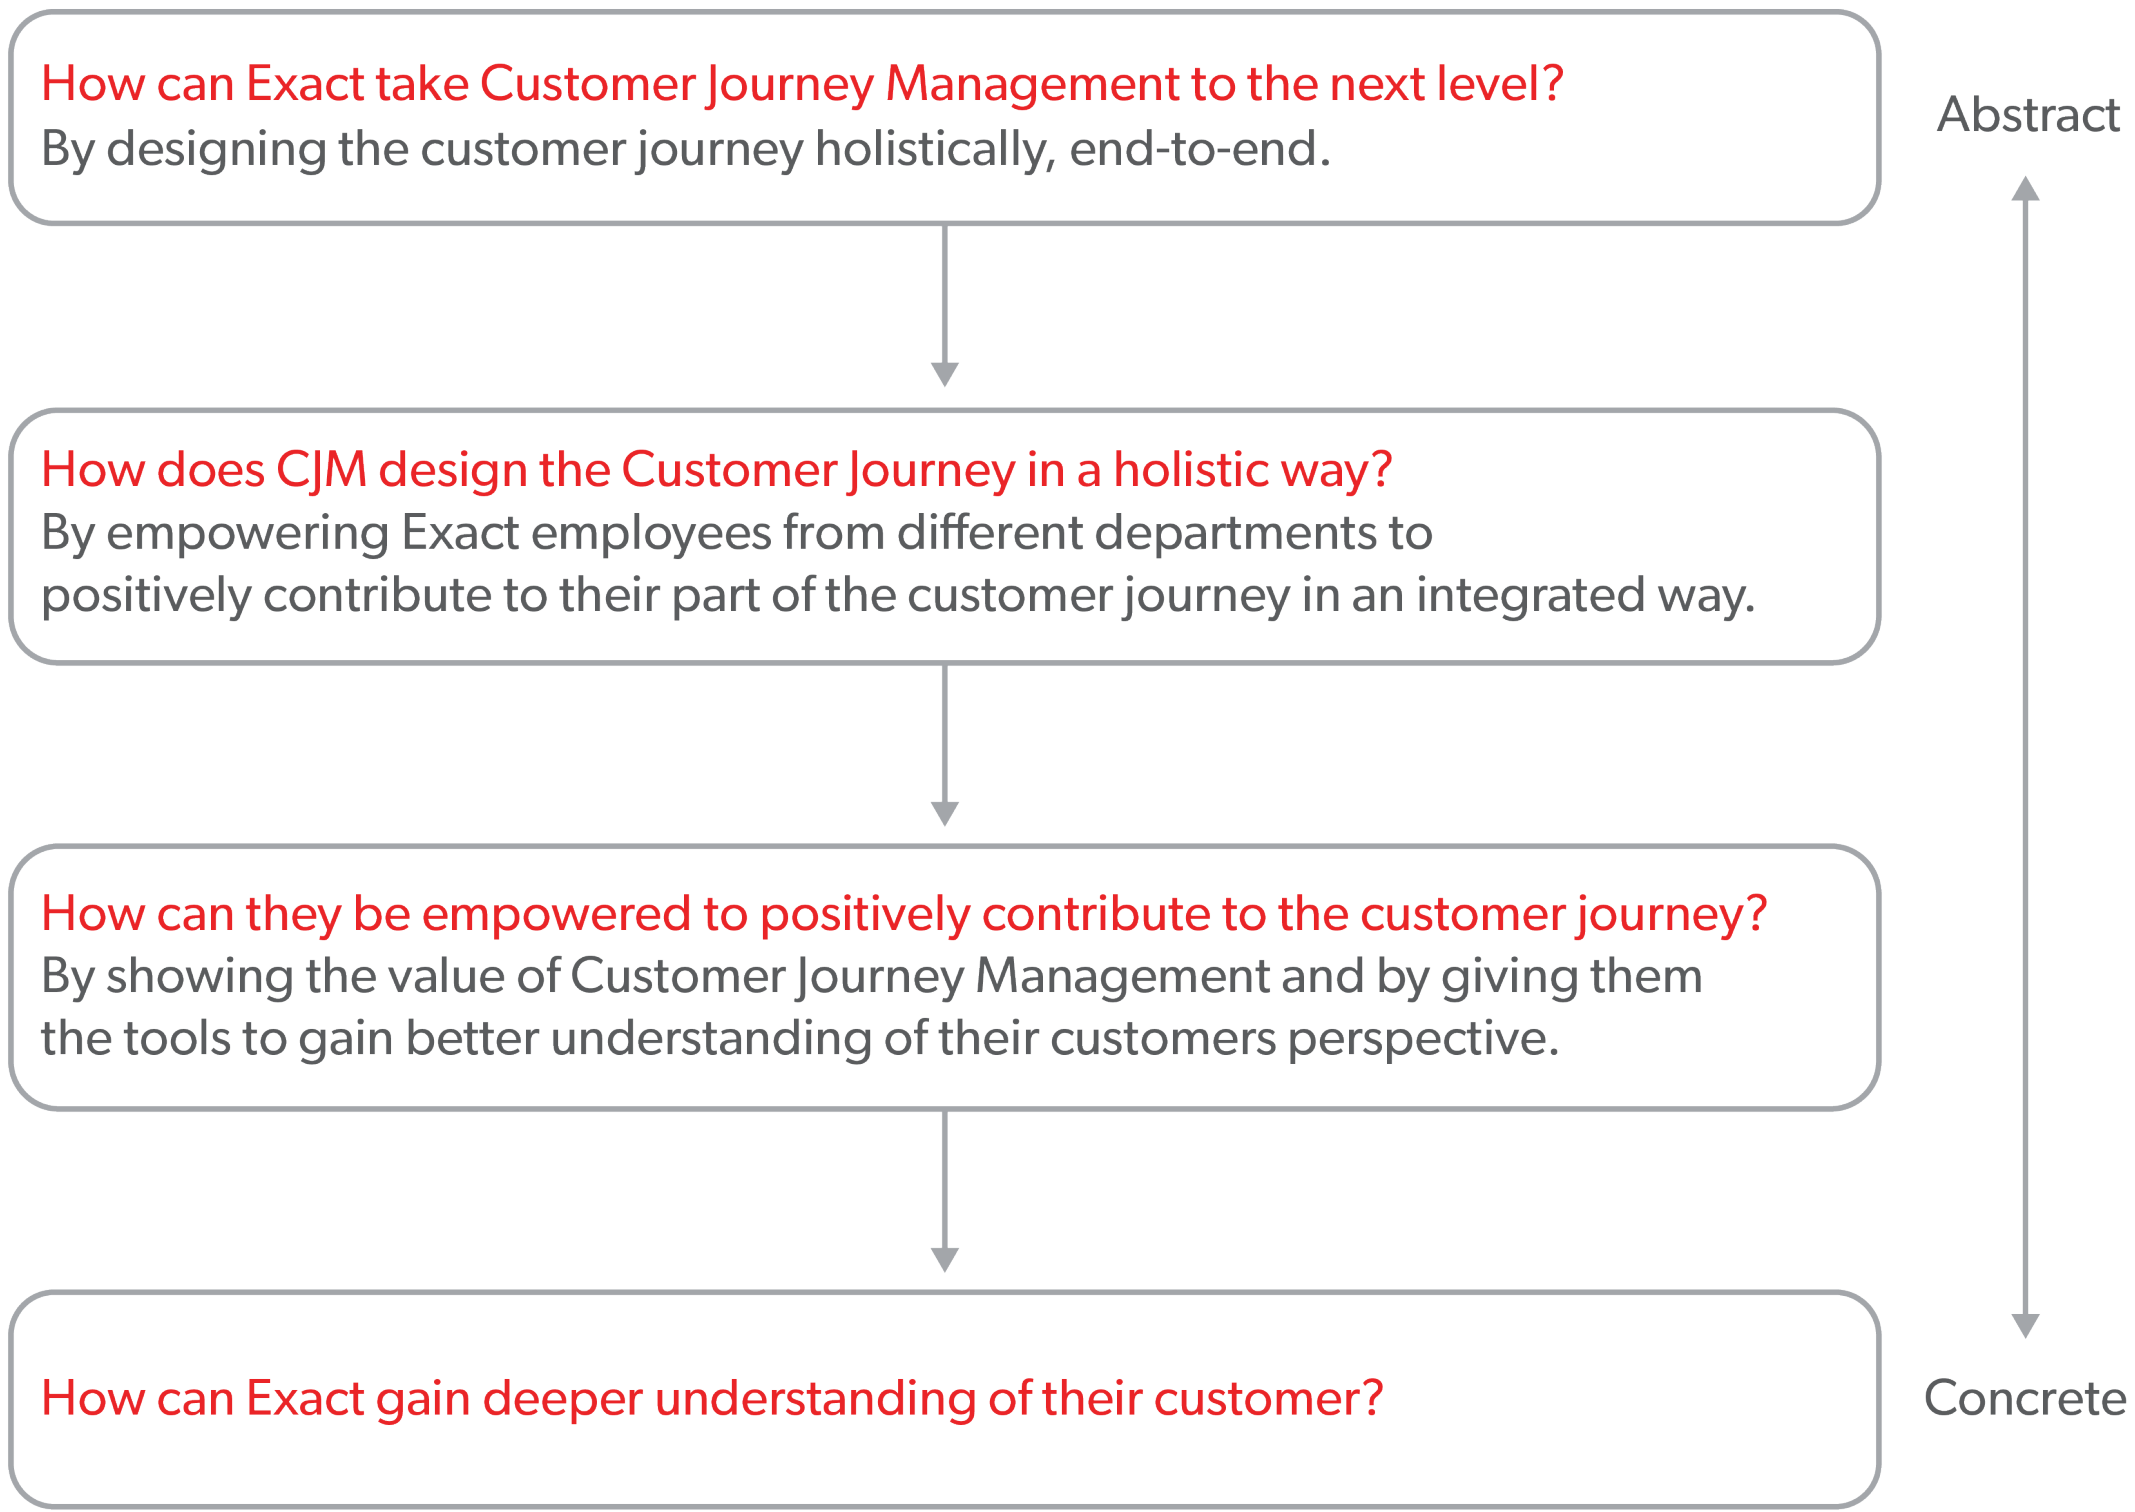 How can Exact take Customer Journey Management to the next level?
By designing the customer journey holistically, end-to-end.
Abstract
How does CJM design the Customer Journey in a holistic way?
By empowering Exact employees from different departments to
positively contribute to their part of the customer journey in an integrated way.
How can they be empowered to positively contribute to the customer journey?
By showing the value of Customer Journey Management and by giving them
the tools to gain better understanding of their customers perspective.
How can Exact gain deeper understanding of their customer?
Concrete